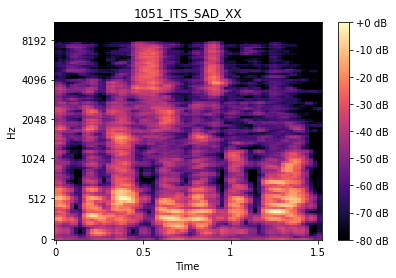 1051_ITS_SAD_XX
+0 dB
8192
-10 dB
4096
-20 dB
-30 dB
2048
Hz
-40 dB
1024
-50 dB
512
-60 dB
-70 dB
0
-80 dB
0 0.5 1 1.5
Time